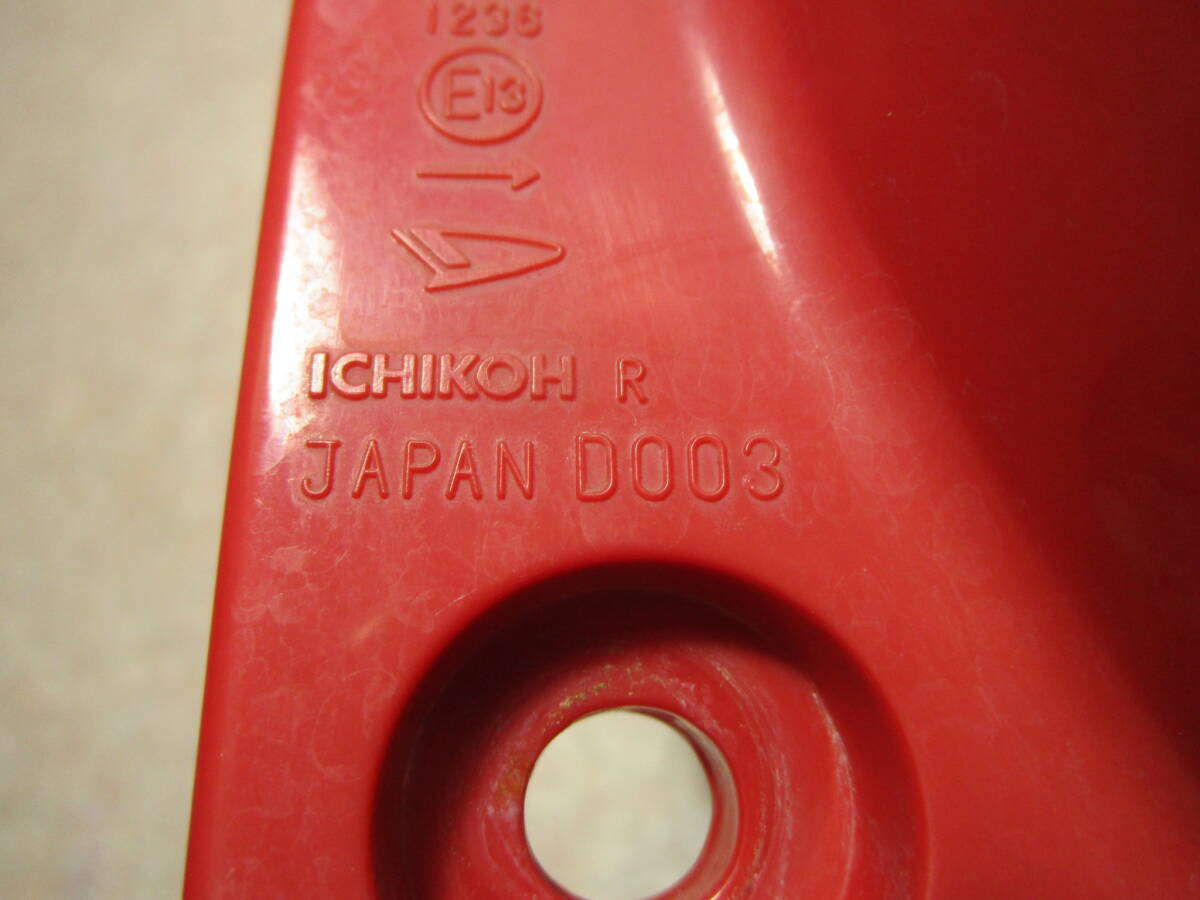 1236
E13
ICHIKOH R
JAPAN D003